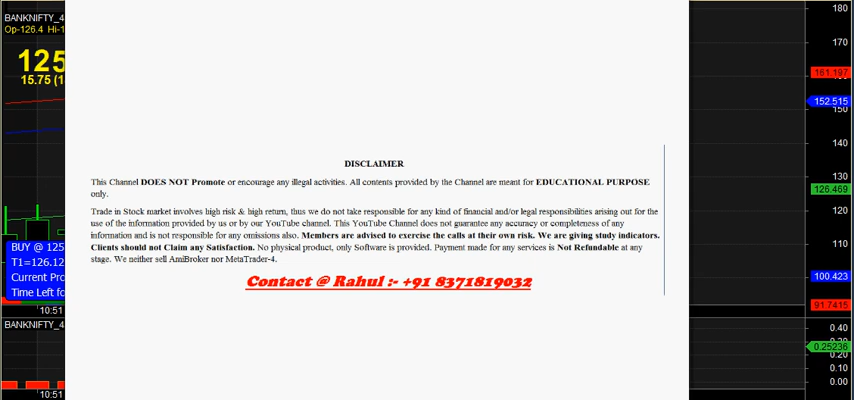 BANKNIFTY_4
Op-126.4 Hi-1
125
15.75 (1
BUY @ 125
T1=126.12
Current Pro
Time Left fo
10:51
BANKNIFTY_4
10:51
DISCLAIMER
This Channel DOES NOT Promote or encourage any illegal activities. All contents provided by the Channel are meant for EDUCATIONAL PURPOSE
only.
Trade in Stock market involves high risk & high return, thus we do not take responsible for any kind of financial and/or legal responsibilities arising out for the
use of the information provided by us or by our YouTube channel. This YouTube Channel does not guarantee any accuracy or completeness of any
information and is not responsible for any omissions also. Members are advised to exercise the calls at their own risk. We are giving study indicators.
Clients should not Claim any Satisfaction. No physical product, only Software is provided. Payment made for any services is Not Refundable at any
stage. We neither sell AmiBroker nor MetaTrader-4.
Contact @ Rahul :- +91 8371819032
180
170
161.197
152.515
150
140
130
126.469
120
110
100.423
91.7415
0.40
0.30
0.25236
0.20
0.10
0.00